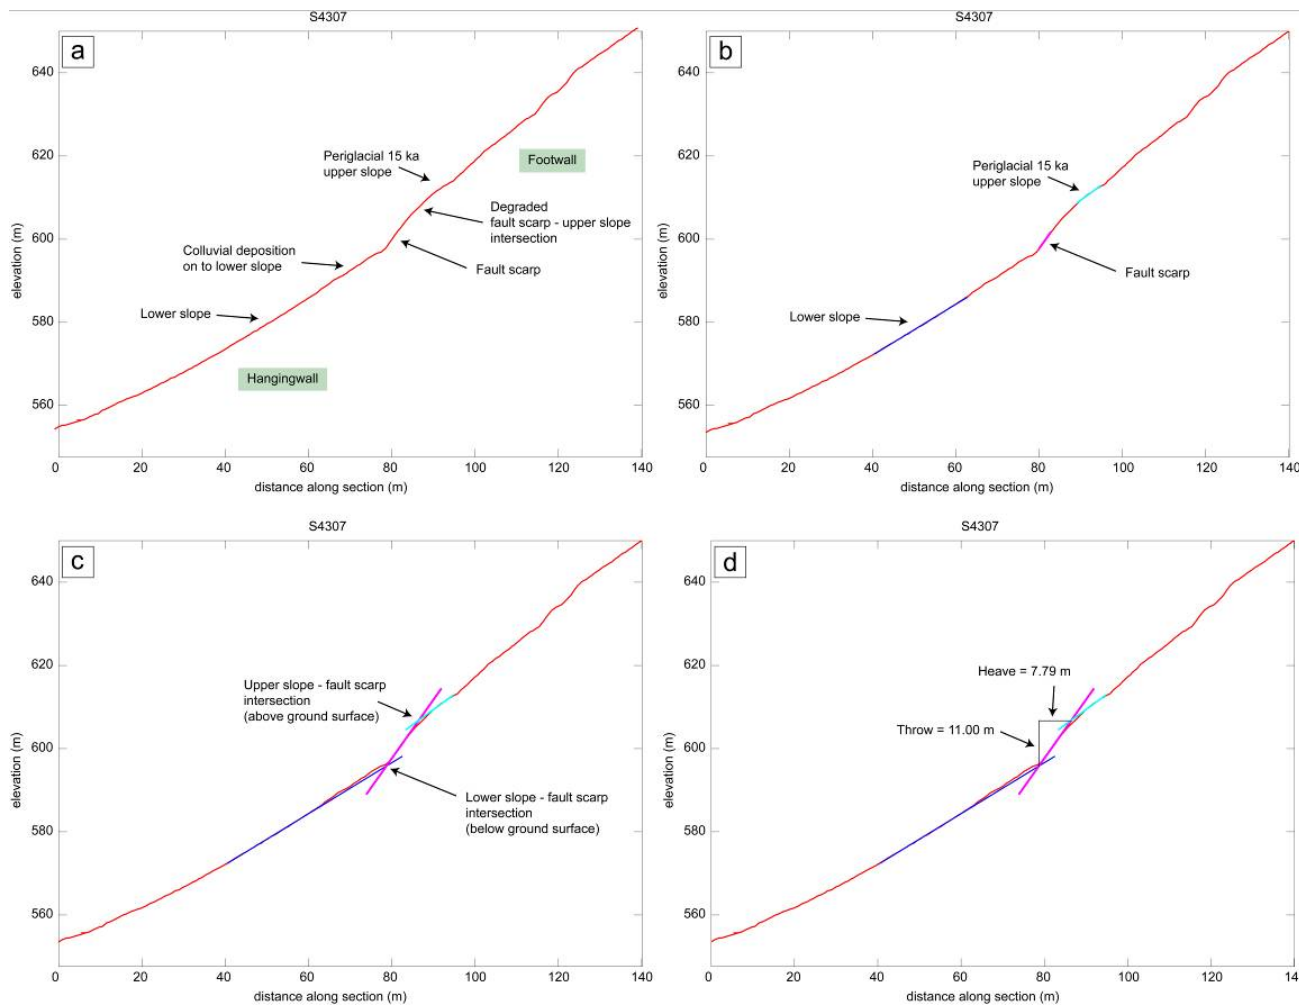 S4307
a
640
620
600
580
560
elevation (m)
Periglacial 15 ka
upper slope
Footwall
Degraded
fault scarp - upper slope
intersection
Colluvial deposition
on to lower slope
Fault scarp
Lower slope
Hangingwall
0 20 40 60 80 100 120 140
distance along section (m)
S4307
b
640
620
600
580
560
elevation (m)
Periglacial 15 ka
upper slope
Fault scarp
Lower slope
0 20 40 60 80 100 120 140
distance along section (m)
S4307
c
640
620
600
580
560
elevation (m)
Upper slope - fault scarp
intersection
(above ground surface)
Lower slope - fault scarp
intersection
(below ground surface)
0 20 40 60 80 100 120 140
distance along section (m)
S4307
d
640
620
600
580
560
elevation (m)
Heave = 7.79 m
Throw = 11.00 m
0 20 40 60 80 100 120 14
distance along section (m)